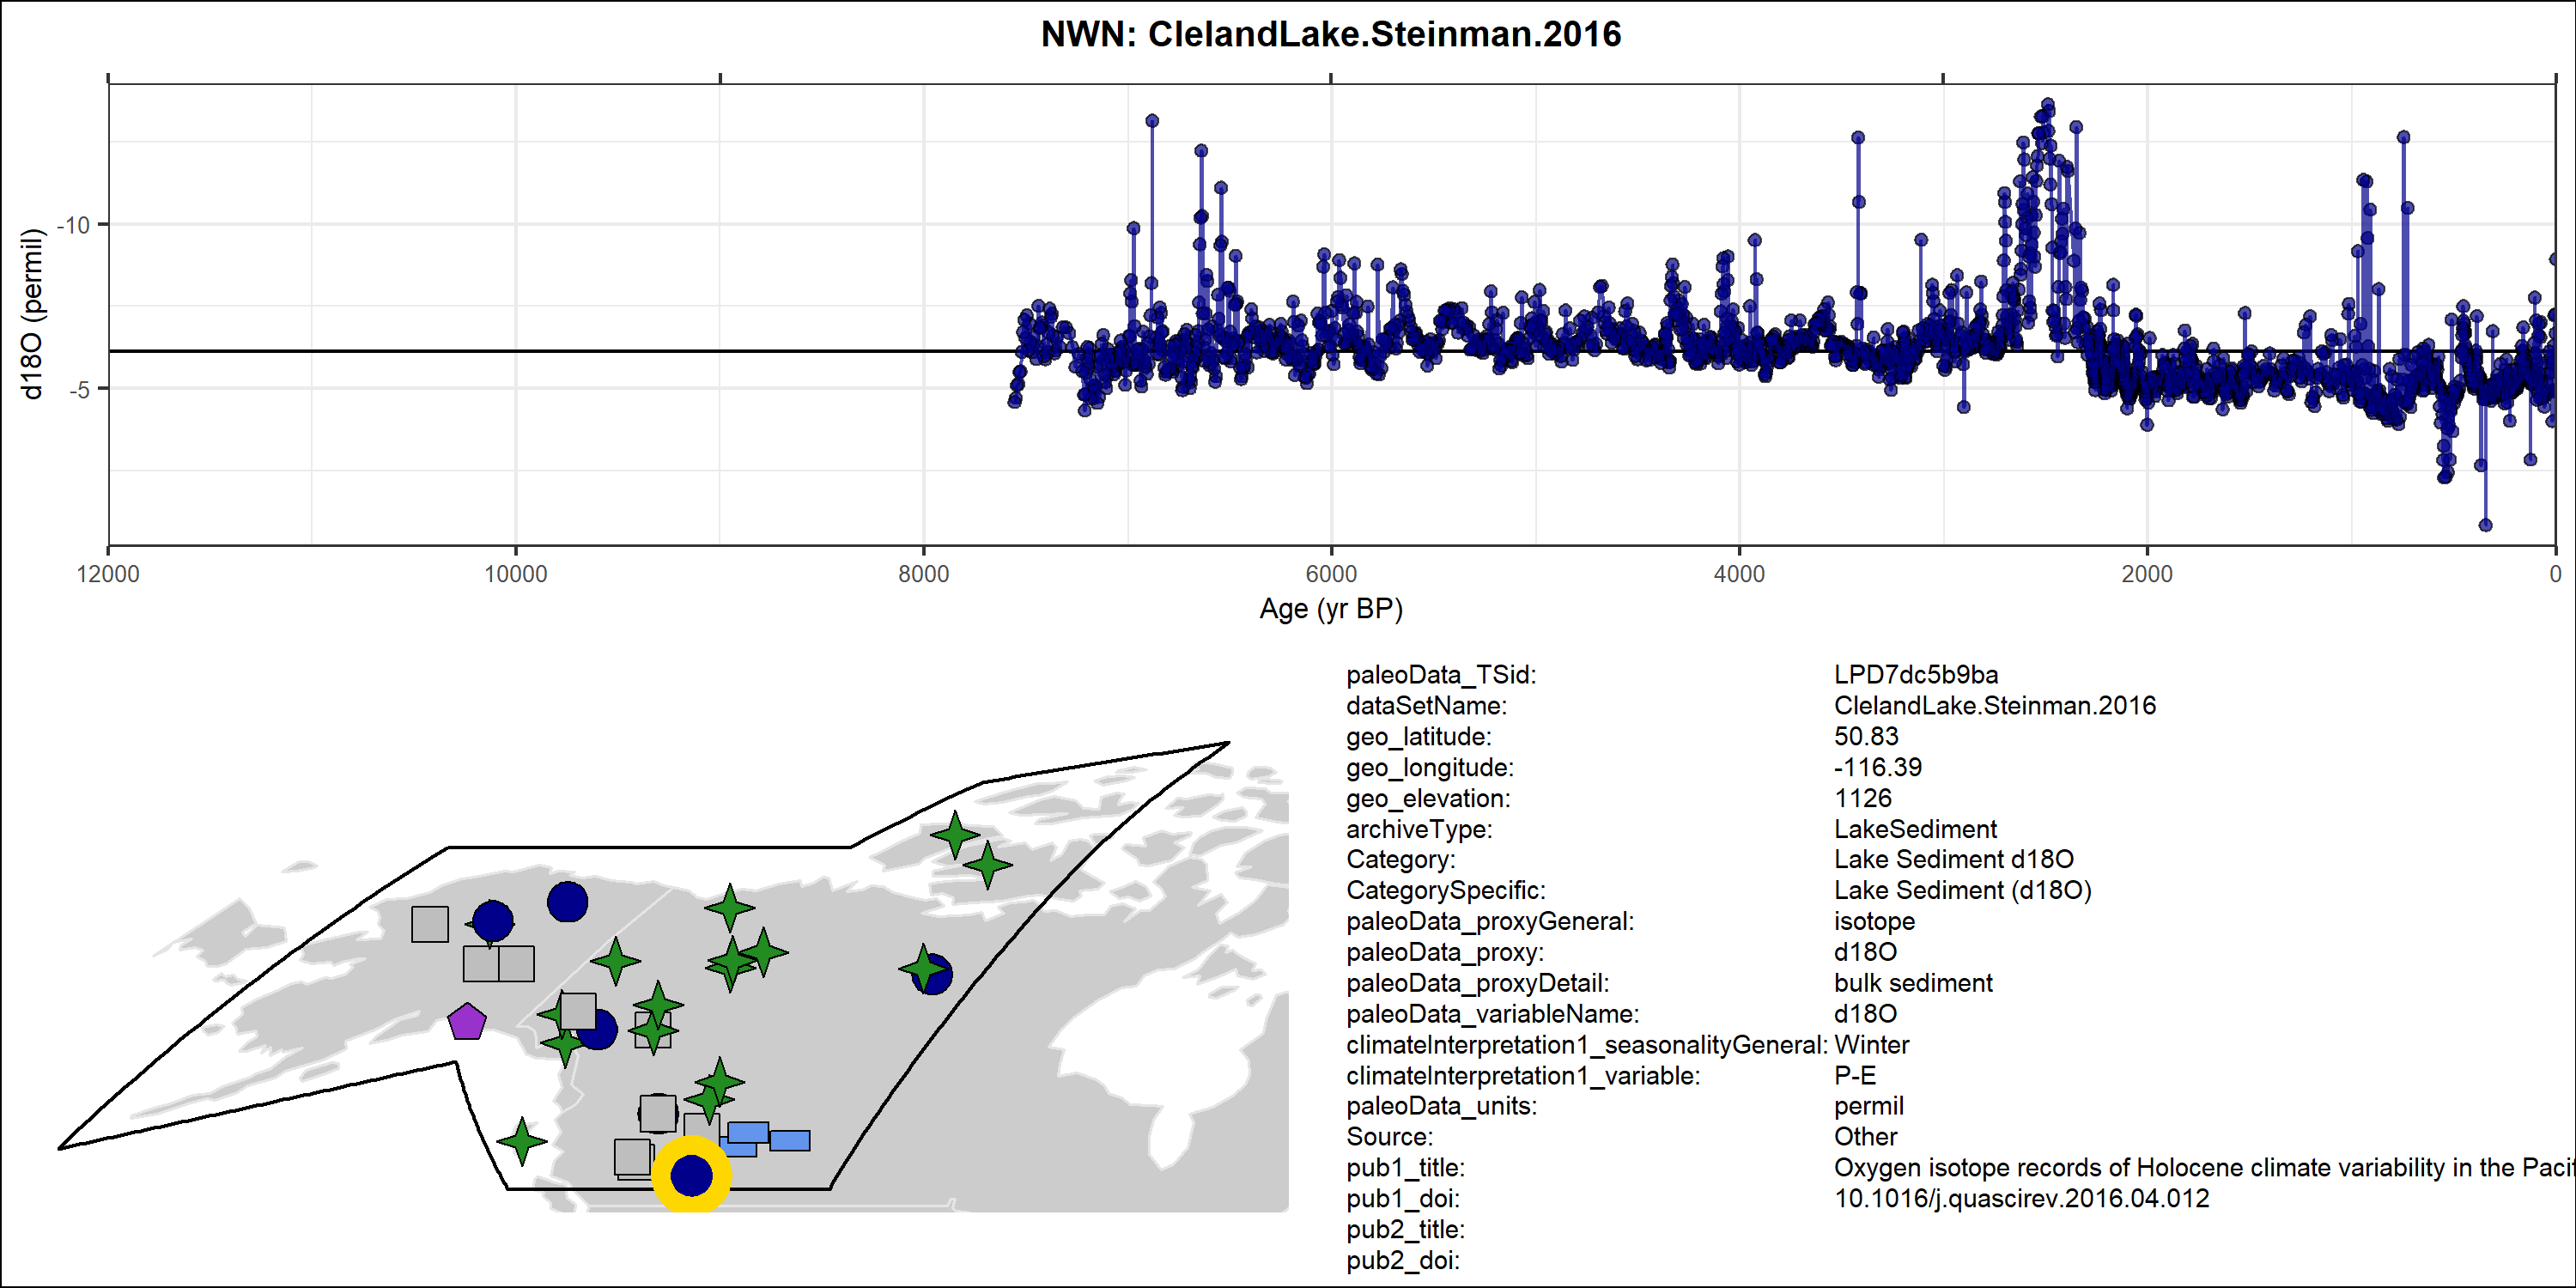 NWN: ClelandLake.Steinman.2016
d18O (permil)
-10
-5
12000 10000 8000 6000 4000 2000 0
Age (yr BP)
paleoData_TSid: LPD7dc5b9ba
dataSetName: ClelandLake.Steinman.2016
geo_latitude: 50.83
geo_longitude: -116.39
geo_elevation: 1126
archiveType: LakeSediment
Category: Lake Sediment d18O
CategorySpecific: Lake Sediment (d18O)
paleoData_proxyGeneral: isotope
paleoData_proxy: d18O
paleoData_proxyDetail: bulk sediment
paleoData_variableName: d18O
climateInterpretation1_seasonalityGeneral: Winter
climateInterpretation1_variable: P-E
paleoData_units: permil
Source: Other
pub1_title: Oxygen isotope records of Holocene climate variability in the Pacif
pub1_doi: 10.1016/j.quascirev.2016.04.012
pub2_title:
pub2_doi: